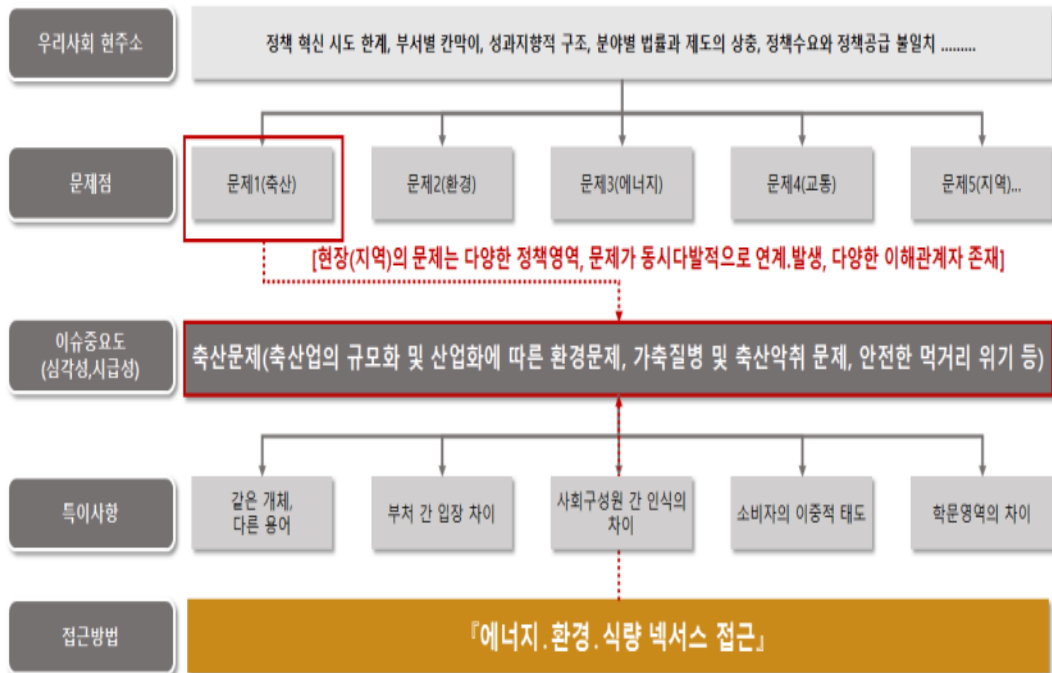 우리사회 현주소
정책 혁신 시도 한계, 부서별 칸막이, 성과지향적 구조, 분야별 법률과 제도의 상충, 정책수요와 정책공급 불일치 .........
문제점
문제1(축산)
문제2(환경)
문제3(에너지)
문제4(교통)
문제5(지역)...
[현장(지역)의 문제는 다양한 정책영역, 문제가 동시다발적으로 연계.발생, 다양한 이해관계자 존재]
이슈중요도
(심각성,시급성)
축산문제(축산업의 규모화 및 산업화에 따른 환경문제, 가축질병 및 축산악취 문제, 안전한 먹거리 위기 등)
특이사항
같은 개체,
다른 용어
부처 간 입장 차이
사회구성원 간 인식의
차이
소비자의 이중적 태도
학문영역의 차이
접근방법
『에너지.환경.식량 넥서스 접근』